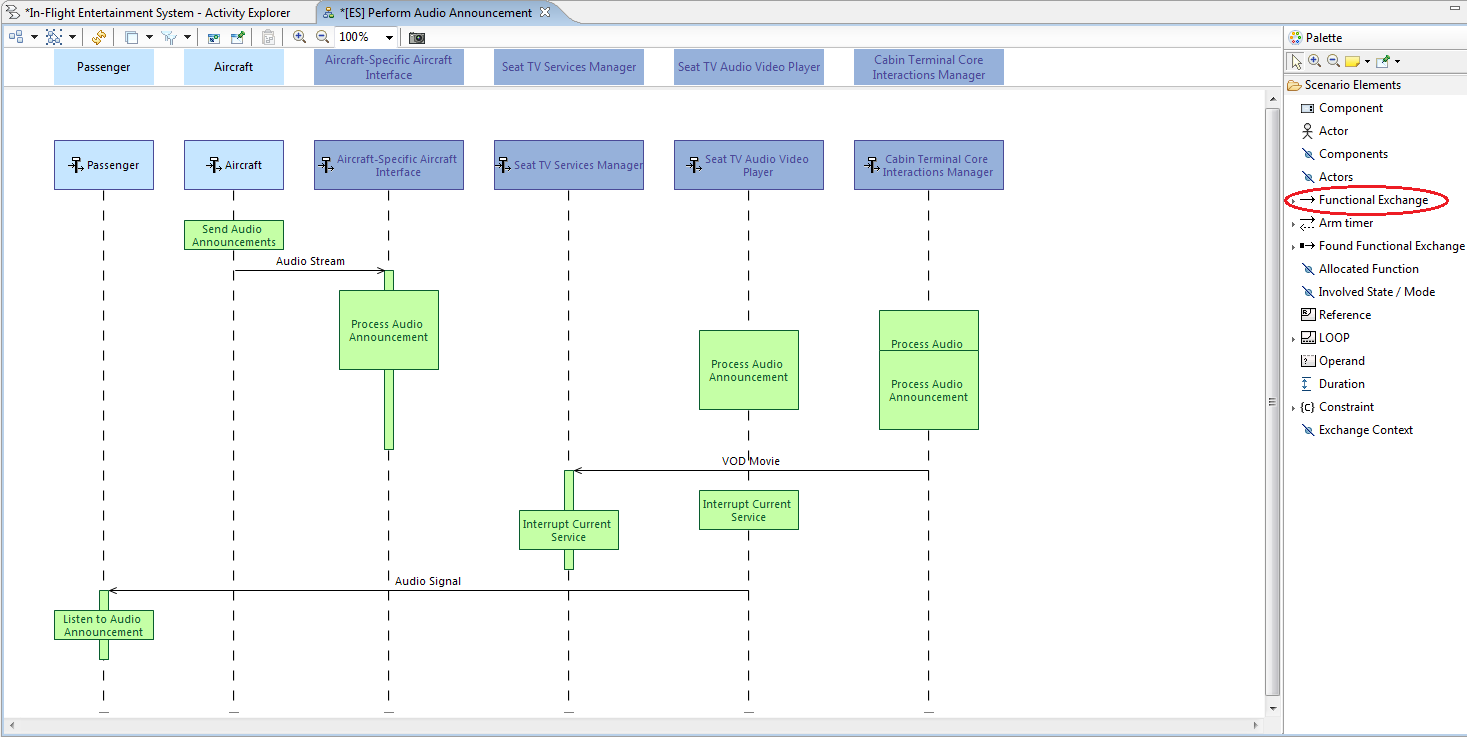 *In-Flight Entertainment System - Activity Explorer
*[ES] Perform Audio Announcement
100%
Palette
Passenger
Aircraft
Aircraft-Specific Aircraft
Interface
Seat TV Services Manager
Seat TV Audio Video Player
Cabin Terminal Core
Interactions Manager
Scenario Elements
Component
Actor
Components
Actors
Functional Exchange
Arm timer
Found Functional Exchange
Allocated Function
Involved State / Mode
Reference
LOOP
Operand
Duration
{c} Constraint
Exchange Context
Passenger
Aircraft
Aircraft-Specific Aircraft
Interface
Seat TV Services Manager
Seat TV Audio Video
Player
Cabin Terminal Core
Interactions Manager
Send Audio
Announcements
Audio Stream
Process Audio
Announcement
Process Audio
Announcement
Process Audio
Process Audio
Announcement
VOD Movie
Interrupt Current
Service
Interrupt Current
Service
Audio Signal
Listen to Audio
Announcement